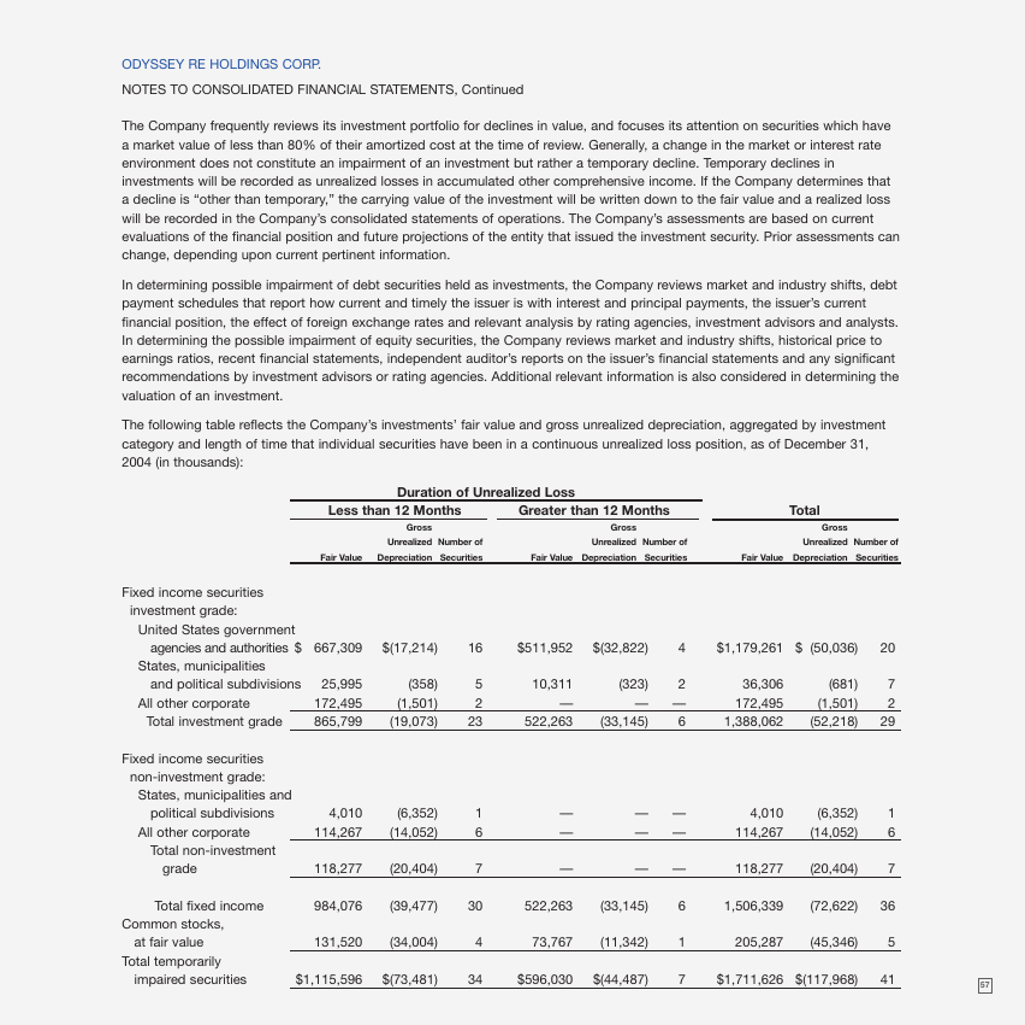 ODYSSEY RE HOLDINGS CORP.
NOTES TO CONSOLIDATED FINANCIAL STATEMENTS, Continued
The Company frequently reviews its investment portfolio for declines in value, and focuses its attention on securities which have
a market value of less than 80% of their amortized cost at the time of review. Generally, a change in the market or interest rate
environment does not constitute an impairment of an investment but rather a temporary decline. Temporary declines in
investments will be recorded as unrealized losses in accumulated other comprehensive income. If the Company determines that
a decline is “other than temporary,” the carrying value of the investment will be written down to the fair value and a realized loss
will be recorded in the Company’s consolidated statements of operations. The Company’s assessments are based on current
evaluations of the financial position and future projections of the entity that issued the investment security. Prior assessments can
change, depending upon current pertinent information.
In determining possible impairment of debt securities held as investments, the Company reviews market and industry shifts, debt
payment schedules that report how current and timely the issuer is with interest and principal payments, the issuer’s current
financial position, the effect of foreign exchange rates and relevant analysis by rating agencies, investment advisors and analysts.
In determining the possible impairment of equity securities, the Company reviews market and industry shifts, historical price to
earnings ratios, recent financial statements, independent auditor’s reports on the issuer’s financial statements and any significant
recommendations by investment advisors or rating agencies. Additional relevant information is also considered in determining the
valuation of an investment.
The following table reflects the Company’s investments’ fair value and gross unrealized depreciation, aggregated by investment
category and length of time that individual securities have been in a continuous unrealized loss position, as of December 31,
2004 (in thousands):
Duration of Unrealized Loss
Less than 12 Months Greater than 12 Months Total
Gross Gross Gross
Unrealized Number of Unrealized Number of Unrealized Number of
Fair Value Depreciation Securities Fair Value Depreciation Securities Fair Value Depreciation Securities
Fixed income securities
investment grade:
United States government
agencies and authorities $ 667,309 $(17,214) 16 $511,952 $(32,822) 4 $1,179,261 $ (50,036) 20
States, municipalities
and political subdivisions 25,995 (358) 5 10,311 (323) 2 36,306 (681) 7
All other corporate 172,495 (1,501) 2 — — — 172,495 (1,501) 2
Total investment grade 865,799 (19,073) 23 522,263 (33,145) 6 1,388,062 (52,218) 29
Fixed income securities
non-investment grade:
States, municipalities and
political subdivisions 4,010 (6,352) 1 — — — 4,010 (6,352) 1
All other corporate 114,267 (14,052) 6 — — — 114,267 (14,052) 6
Total non-investment
grade 118,277 (20,404) 7 — — — 118,277 (20,404) 7
Total fixed income 984,076 (39,477) 30 522,263 (33,145) 6 1,506,339 (72,622) 36
Common stocks,
at fair value 131,520 (34,004) 4 73,767 (11,342) 1 205,287 (45,346) 5
Total temporarily
impaired securities $1,115,596 $(73,481) 34 $596,030 $(44,487) 7 $1,711,626 $(117,968) 41
57